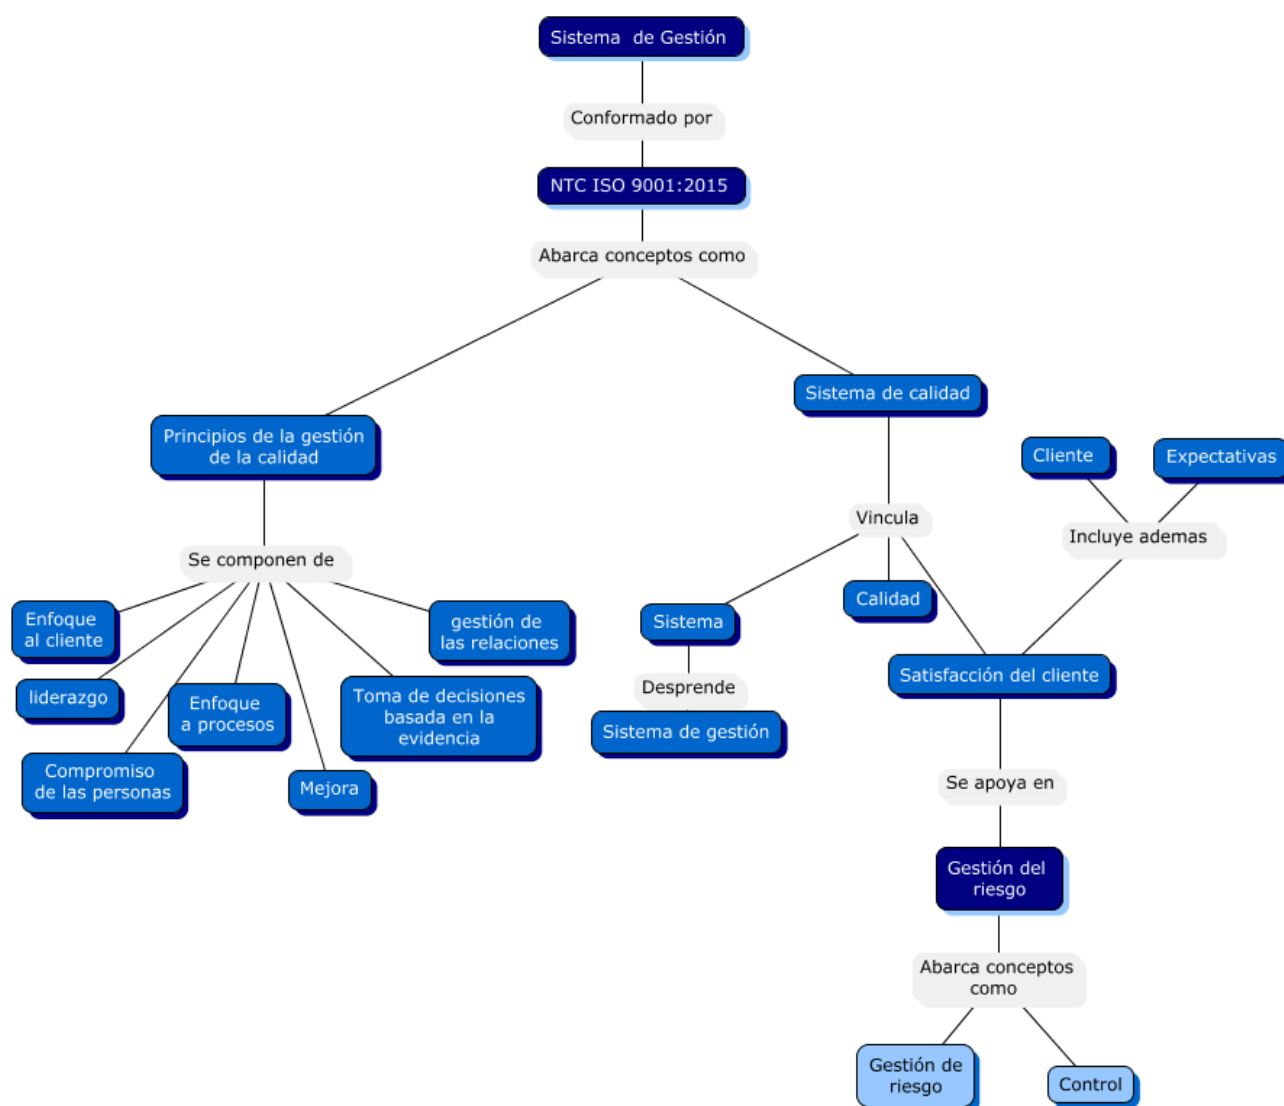 Sistema de Gestión
Conformado por
NTC ISO 9001:2015
Abarca conceptos como
Principios de la gestión
de la calidad
Se componen de
Enfoque
al cliente
liderazgo
Compromiso
de las personas
Enfoque
a procesos
Mejora
Toma de decisiones
basada en la
evidencia
gestión de
las relaciones
Sistema de calidad
Vincula
Sistema
Desprende
Sistema de gestión
Calidad
Cliente
Expectativas
Incluye ademas
Satisfacción del cliente
Se apoya en
Gestión del
riesgo
Abarca conceptos
como
Gestión de
riesgo
Control